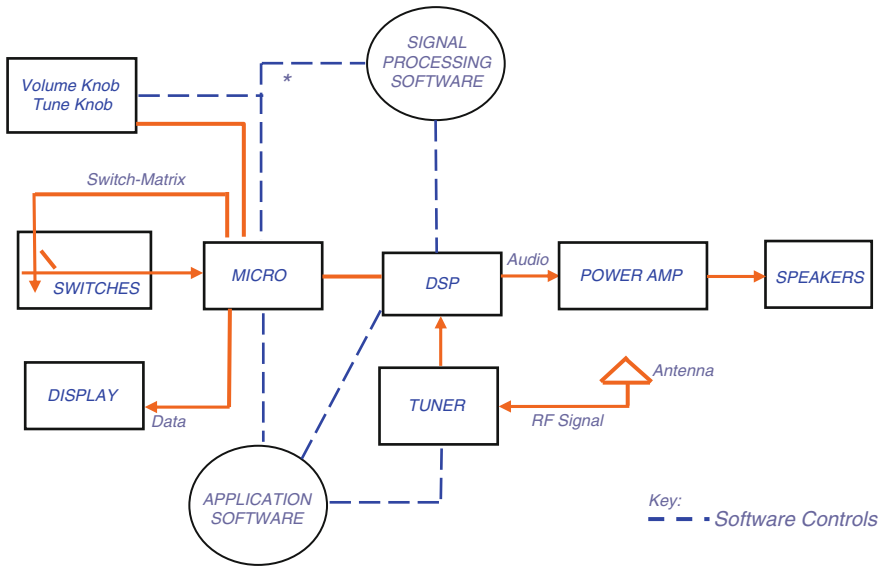 SIGNAL
PROCESSING
SOFTWARE
*
Volume Knob
Tune Knob
Switch-Matrix
SWITCHES
MICRO
DSP
Audio
POWER AMP
SPEAKERS
DISPLAY
Data
TUNER
RF Signal
Antenna
APPLICATION
SOFTWARE
Key:
Software Controls